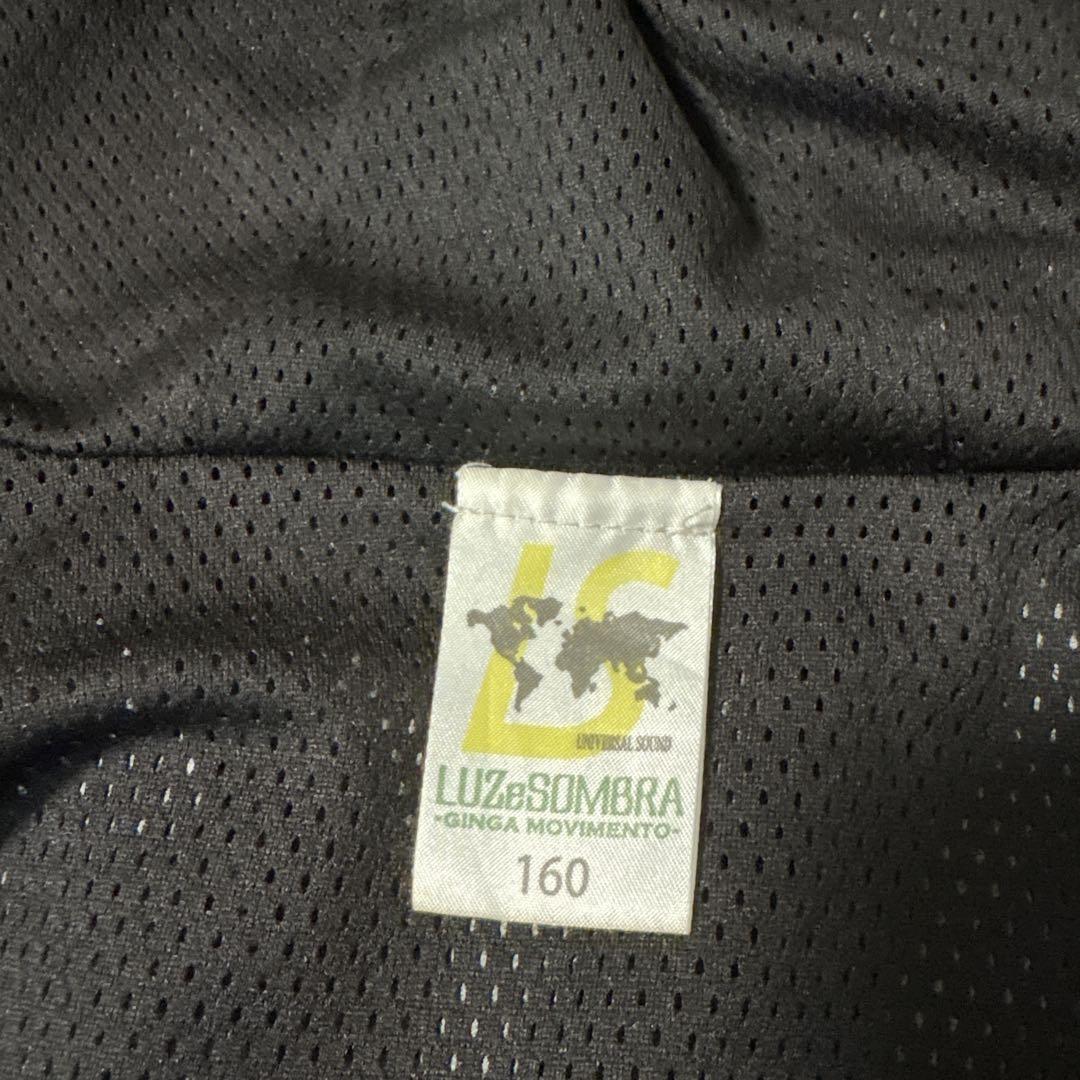 LS
UNIVERSAL SOUND
LUZeSOMBRA
-GINGA MOVIMENTO-
160